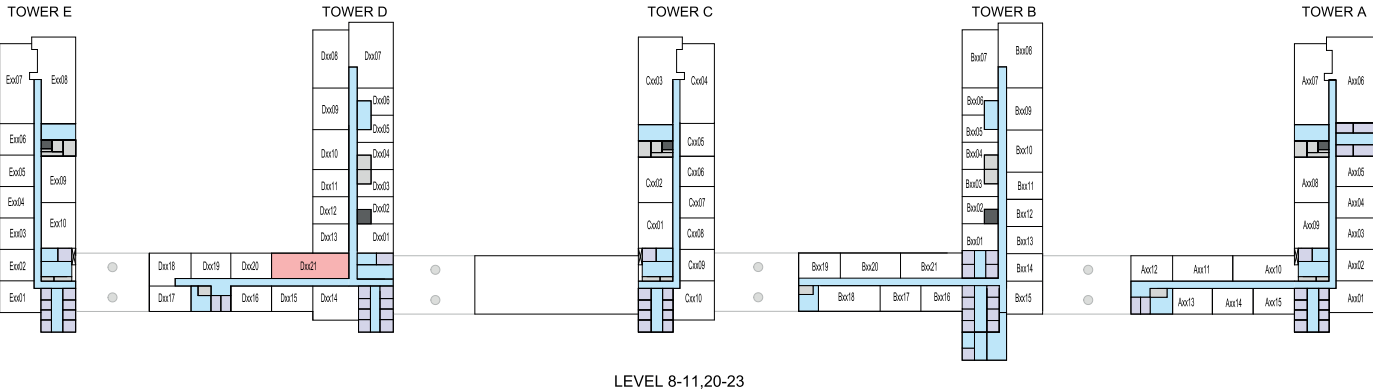 TOWER E
TOWER D
TOWER C
TOWER B
TOWER A
Exx07
Exx08
Exx06
Exx05
Exx09
Exx04
Exx10
Exx03
Exx02
Exx01
Dxx08
Dxx07
Dxx09
Dxx06
Dxx05
Dxx10
Dxx04
Dxx11
Dxx03
Dxx12
Dxx02
Dxx13
Dxx01
Dxx18
Dxx19
Dxx20
Dxx21
Dxx17
Dxx16
Dxx15
Dxx14
Cxx03
Cxx04
Cxx05
Cxx06
Cxx02
Cxx07
Cxx01
Cxx08
Cxx09
Cxx10
Bxx07
Bxx08
Bxx06
Bxx09
Bxx05
Bxx04
Bxx10
Bxx03
Bxx11
Bxx02
Bxx12
Bxx01
Bxx13
Bxx19
Bxx20
Bxx21
Bxx14
Bxx18
Bxx17
Bxx16
Bxx15
Axx07
Axx06
Axx05
Axx08
Axx04
Axx09
Axx03
Axx12
Axx11
Axx10
Axx02
Axx13
Axx14
Axx15
Axx01
LEVEL 8-11,20-23